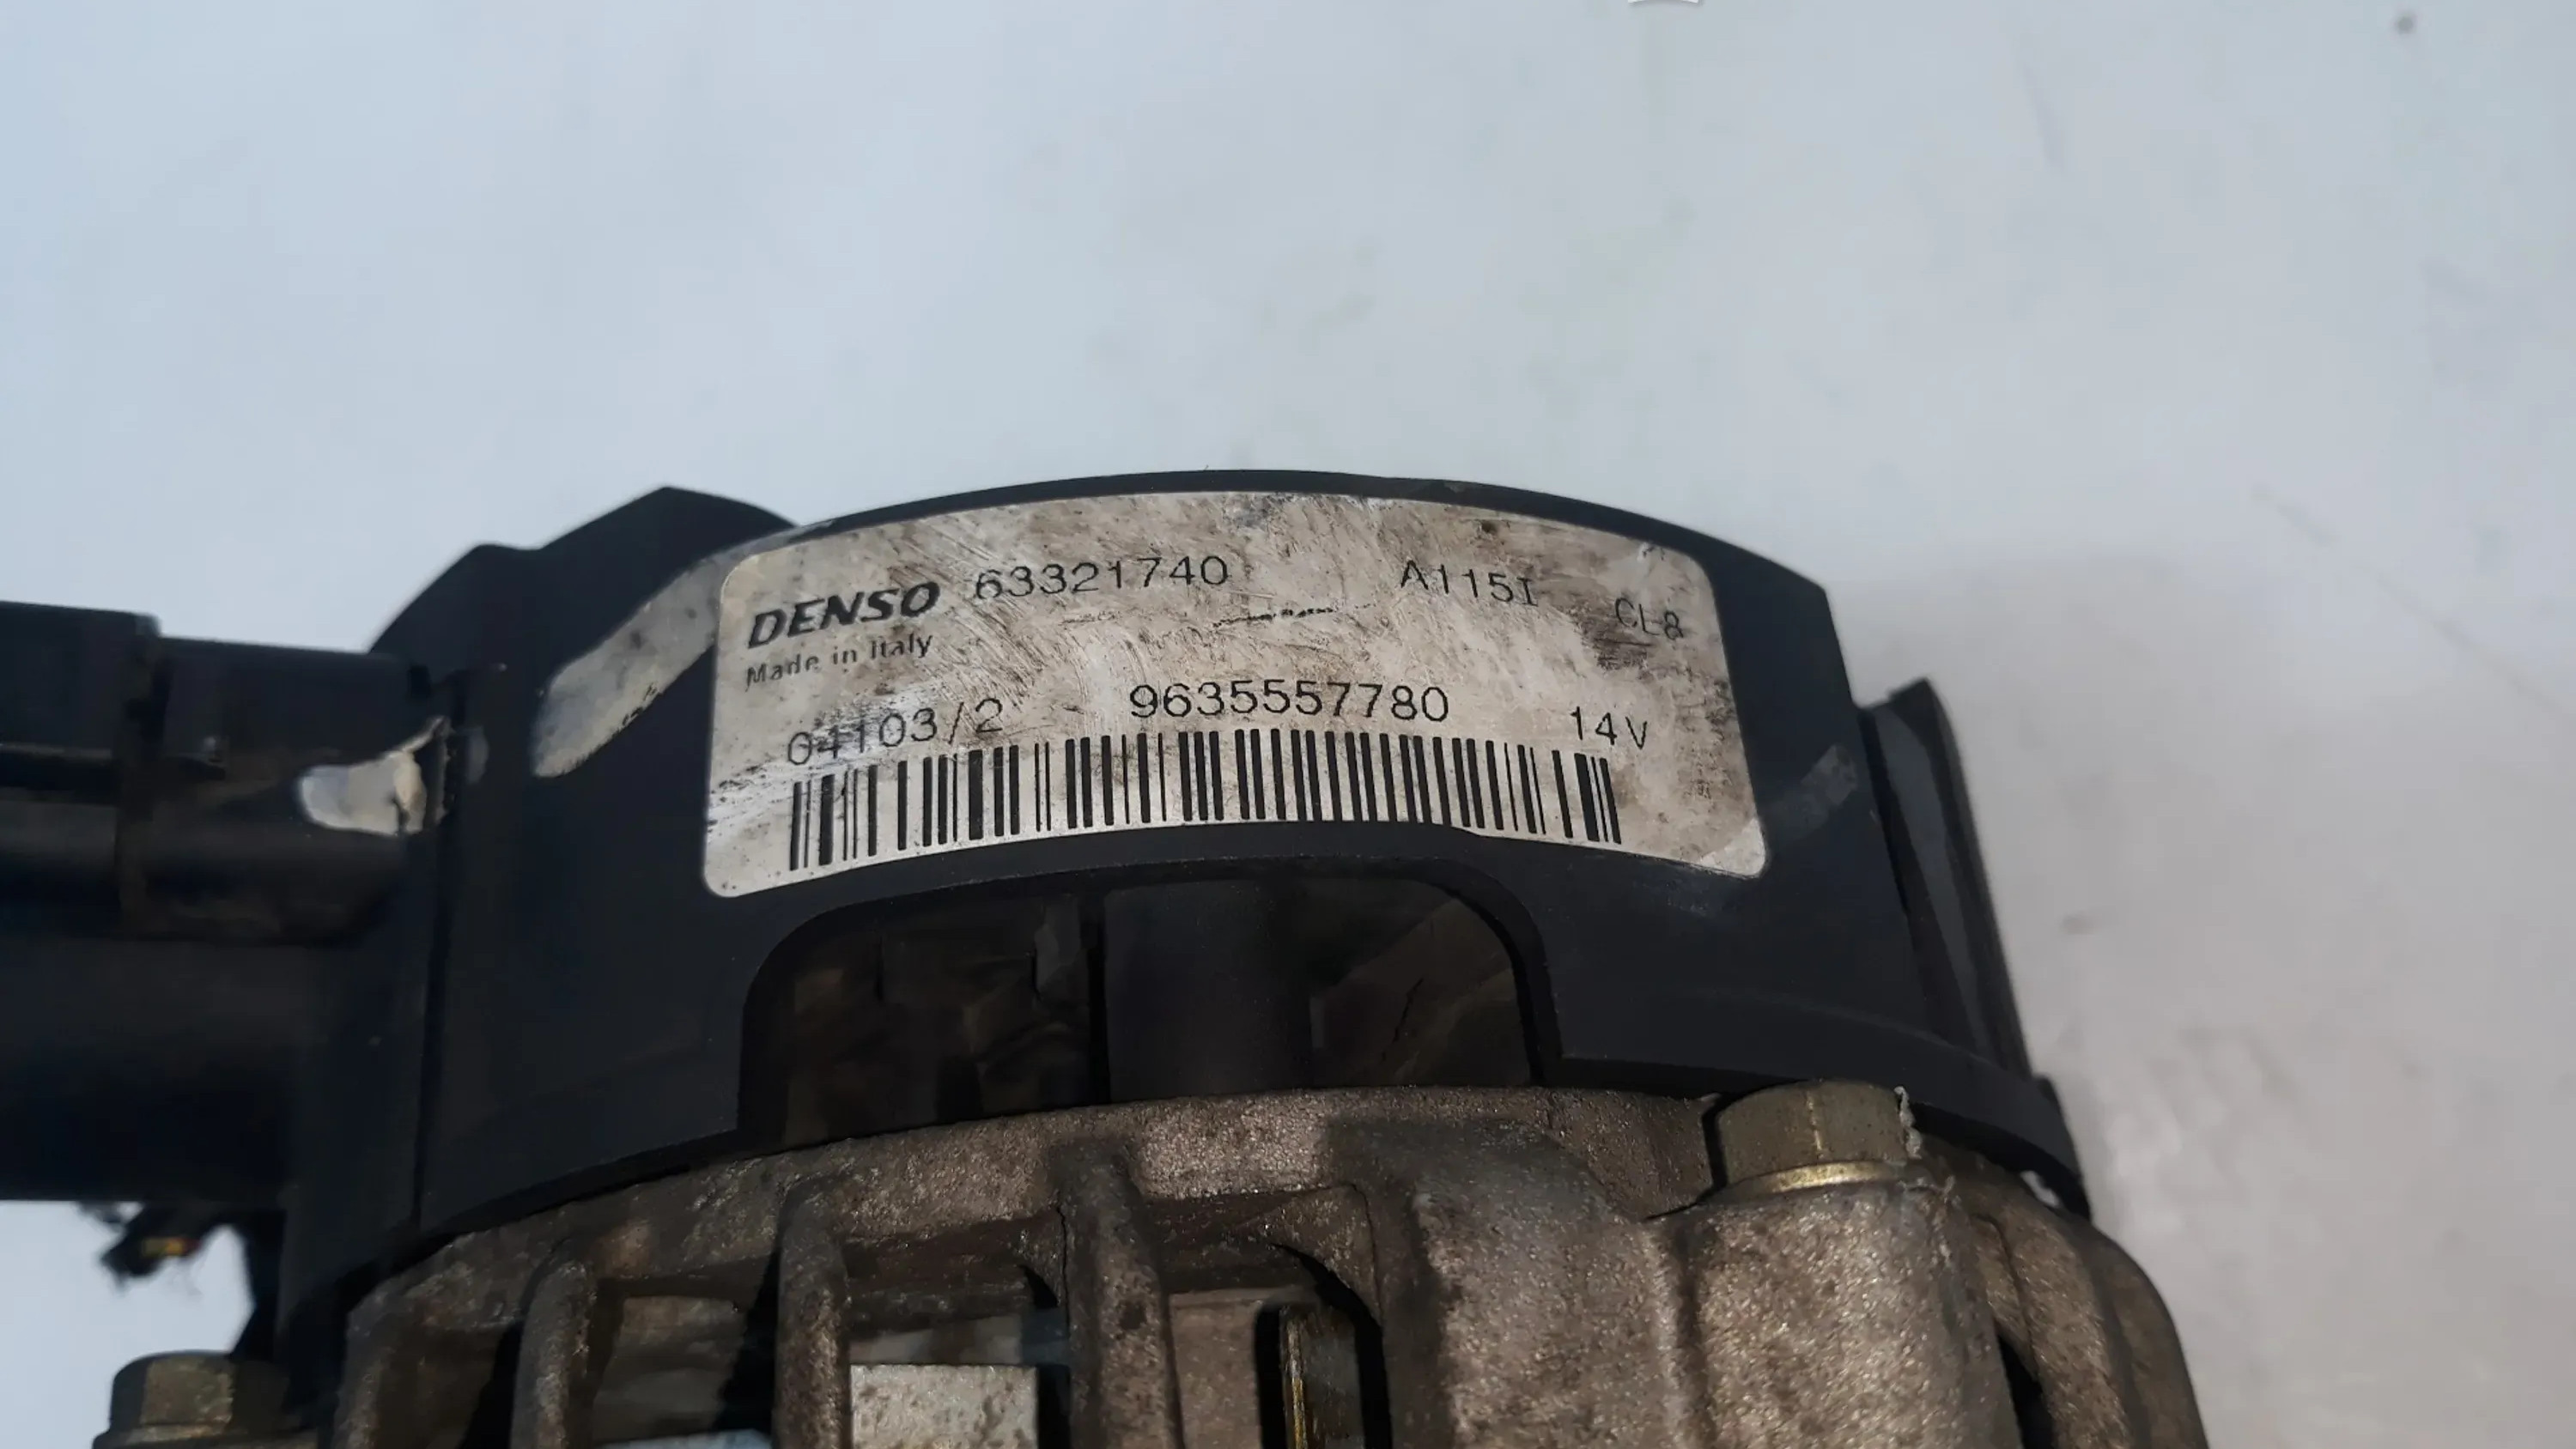 DENSO 63321740 A115I CL8
Made in Italy
04103/2 9635557780 14V